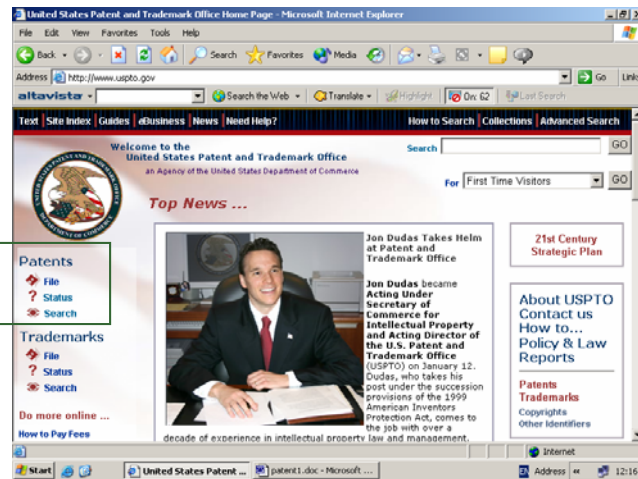 United States Patent and Trademark Office Home Page - Microsoft Internet Explorer
File Edit View Favorites Tools Help
Back Search Favorites Media
Address http://www.uspto.gov Go Links
altavista Search the Web Translate Highlight On: 62 Last Search
Text Site Index Guides eBusiness News Need Help? How to Search Collections Advanced Search
Welcome to the
United States Patent and Trademark Office
an Agency of the United States Department of Commerce
Search GO
For First Time Visitors GO
Top News ...
Patents
File
? Status
Search
Trademarks
File
? Status
Search
Do more online ...
How to Pay Fees
Jon Dudas Takes Helm
at Patent and
Trademark Office
Jon Dudas became
Acting Under
Secretary of
Commerce for
Intellectual Property
and Acting Director of
the U.S. Patent and
Trademark Office
(USPTO) on January 12.
Dudas, who takes his
post under the succession
provisions of the 1999
American Inventors
Protection Act, comes to
the job with over a
decade of experience in intellectual property law and management.
21st Century
Strategic Plan
About USPTO
Contact us
How to...
Policy & Law
Reports
Patents
Trademarks
Copyrights
Other Identifiers
Internet
Start United States Patent ... patent1.doc - Microsoft ... EN Address « 12:16